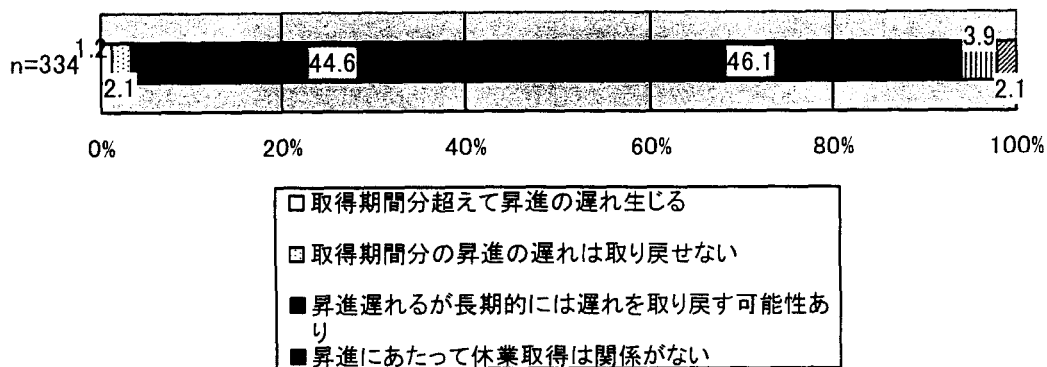 n=334
1.2
2.1
44.6
46.1
3.9
2.1
0% 20% 40% 60% 80% 100%
□ 取得期間分超えて昇進の遅れ生じる
取得期間分の昇進の遅れは取り戻せない
■ 昇進遅れるが長期的には遅れを取り戻す可能性あ
り
■ 昇進にあたって休業取得は関係がない